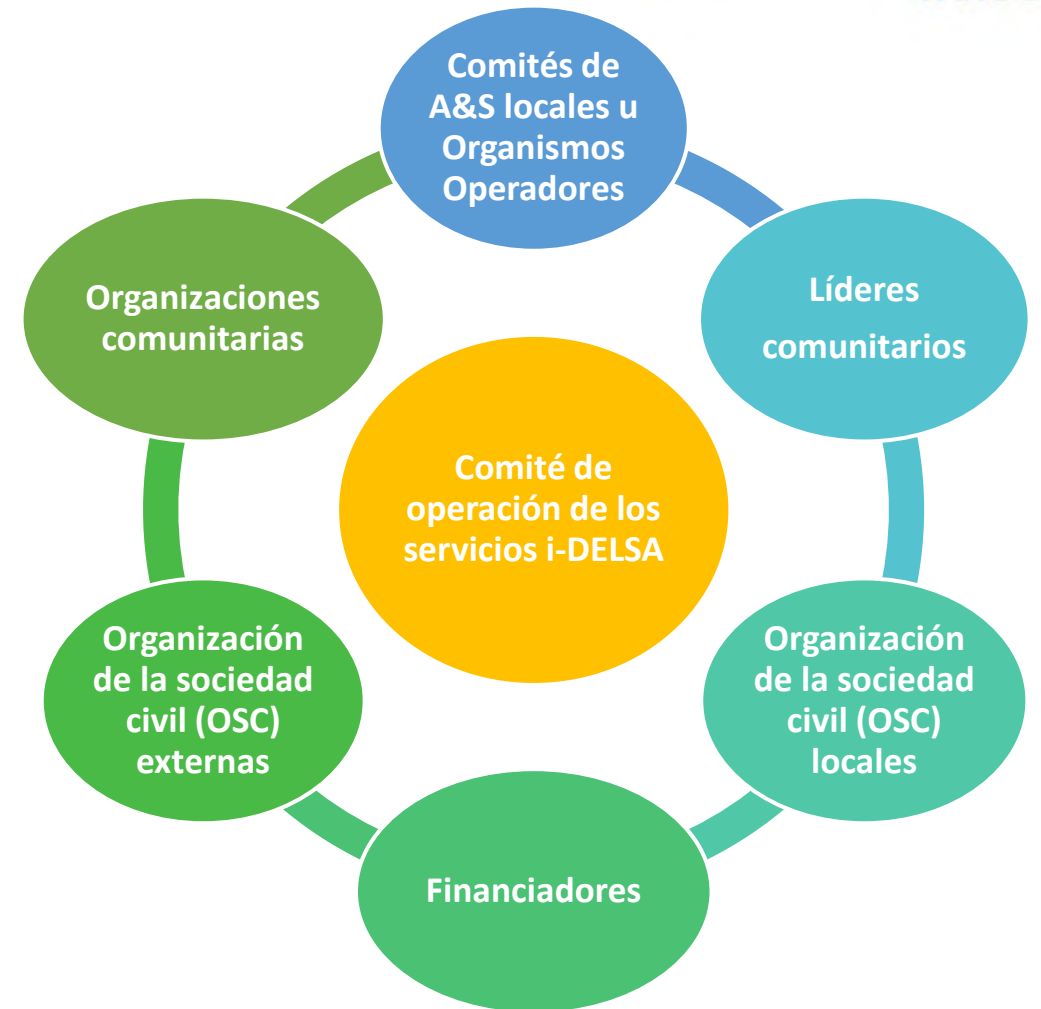 Comités de
A&S locales u
Organismos
Operadores
Líderes
comunitarios
Organización
de la sociedad
civil (OSC)
locales
Financiadores
Organización
de la sociedad
civil (OSC)
externas
Organizaciones
comunitarias
Comité de
operación de los
servicios i-DELSA